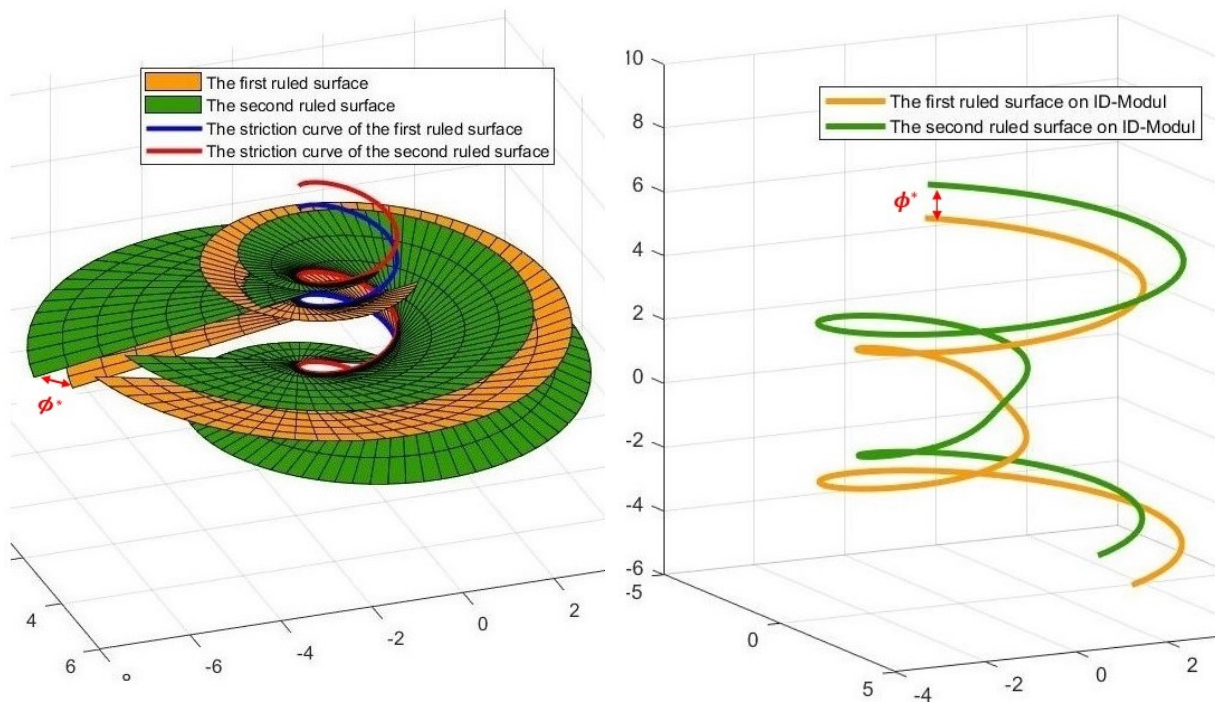 The first ruled surface
The second ruled surface
The striction curve of the first ruled surface
The striction curve of the second ruled surface
ϕ*
4
6
-6
-4
-2
0
2
The first ruled surface on ID-Modul
The second ruled surface on ID-Modul
ϕ*
10
8
6
4
2
0
-2
-4
-6
-5
0
5
-4
-2
0
2